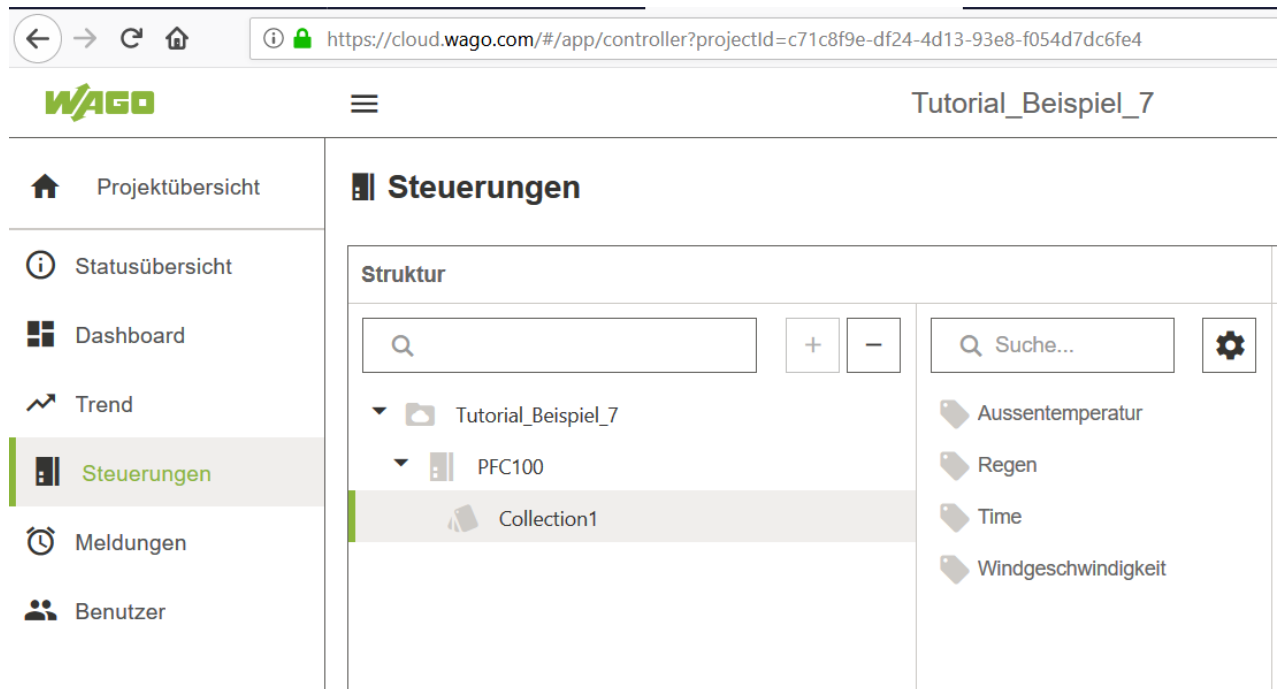 https://cloud.wago.com/#/app/controller?projectId=c71c8f9e-df24-4d13-93e8-f054d7dc6fe4
WAGO
Tutorial_Beispiel_7
Projektübersicht
Statusübersicht
Dashboard
Trend
Steuerungen
Meldungen
Benutzer
Steuerungen
Struktur
Tutorial_Beispiel_7
PFC100
Collection1
Suche...
Aussentemperatur
Regen
Time
Windgeschwindigkeit